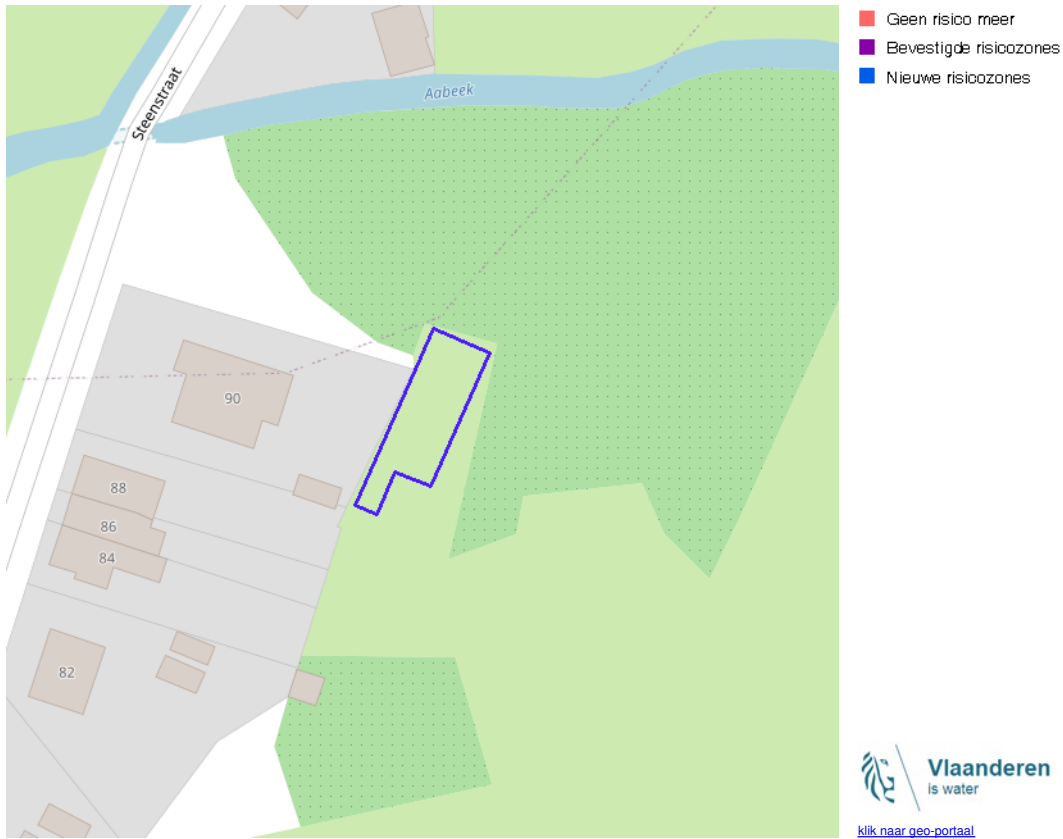 Geen risico meer
Bevestigde risicozones
Nieuwe risicozones
Aabeek
Steenstraat
90
88
86
84
82
Vlaanderen
is water
klik naar geo-portaal